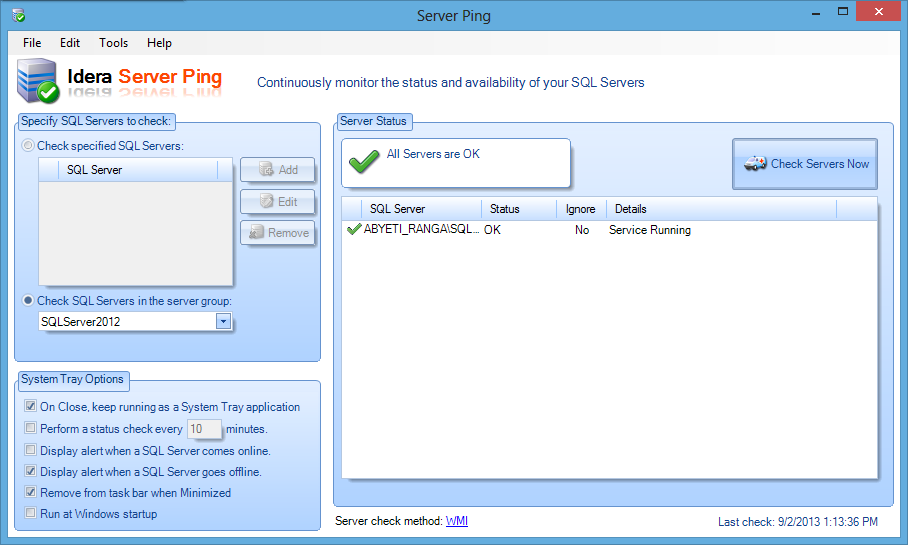 Server Ping
File Edit Tools Help
Idera Server Ping
Continuously monitor the status and availability of your SQL Servers
Specify SQL Servers to check:
Check specified SQL Servers:
SQL Server
Add
Edit
Remove
Check SQL Servers in the server group:
SQLServer2012
System Tray Options
On Close, keep running as a System Tray application
Perform a status check every 10 minutes.
Display alert when a SQL Server comes online.
Display alert when a SQL Server goes offline.
Remove from task bar when Minimized
Run at Windows startup
Server Status
All Servers are OK
Check Servers Now
SQL Server Status Ignore Details
ABYETI_RANGA\SQL... OK No Service Running
Server check method: WMI
Last check: 9/2/2013 1:13:36 PM